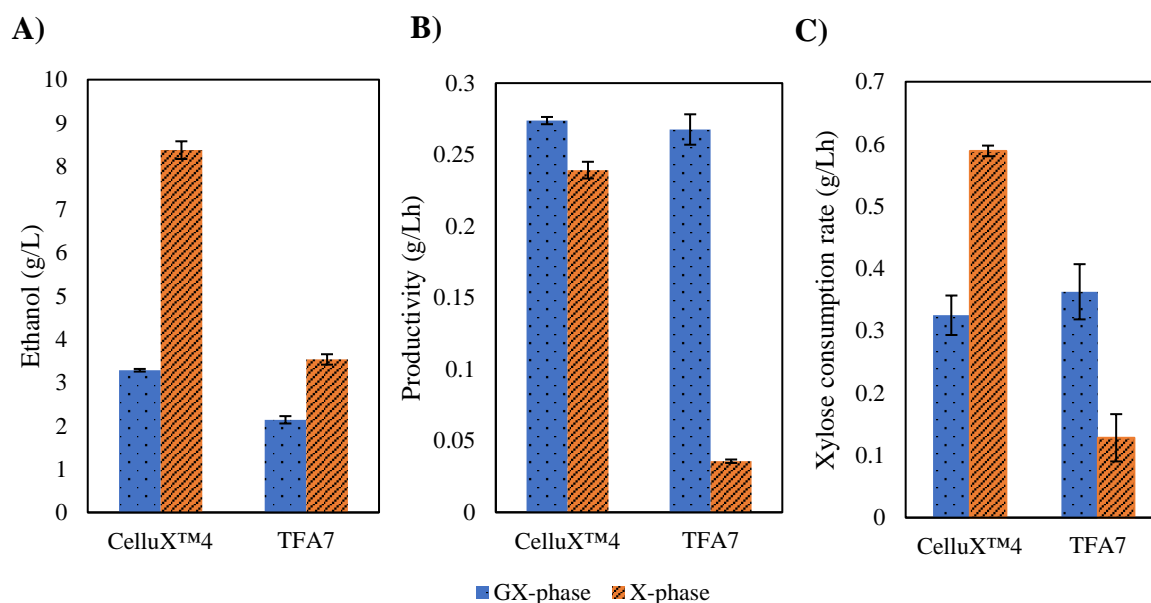 A)
Ethanol (g/L)
10
9
8
7
6
5
4
3
2
1
0
CelluX™4 TFA7
B)
Productivity (g/Lh)
0.3
0.25
0.2
0.15
0.1
0.05
0
CelluX™4 TFA7
C)
Xylose consumption rate (g/Lh)
0.7
0.6
0.5
0.4
0.3
0.2
0.1
0
CelluX™4 TFA7
GX-phase X-phase